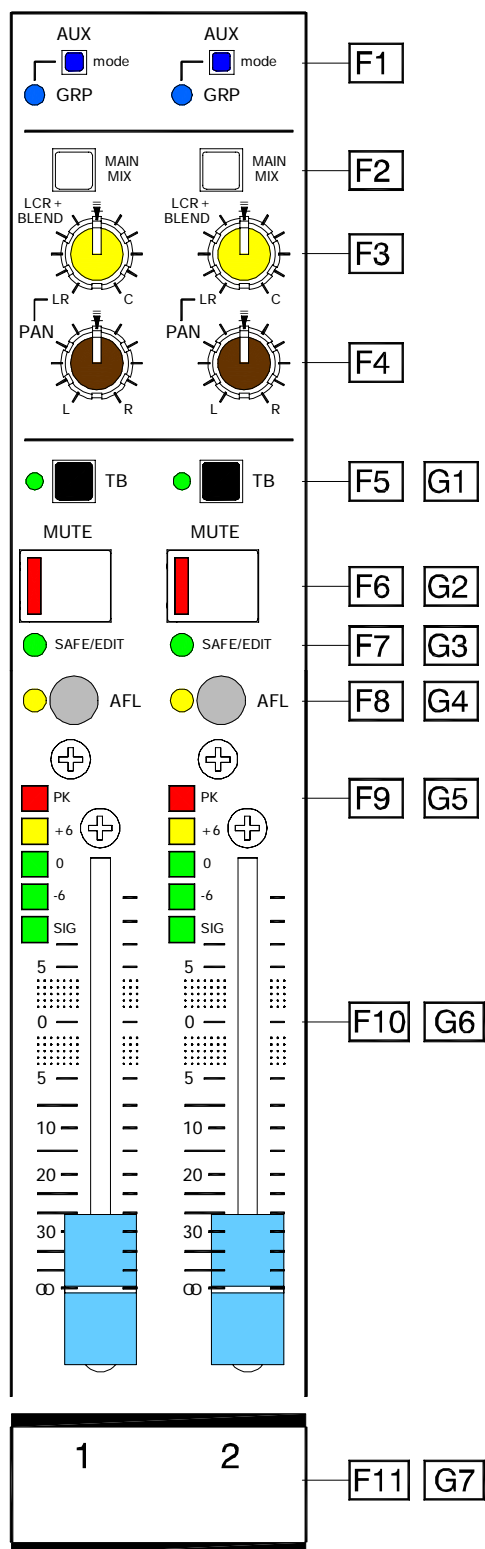 AUX AUX
mode mode F1
GRP GRP
MAIN MIX MAIN MIX F2
LCR+ BLEND LCR+ BLEND F3
LR C LR C
PAN PAN F4
L R L R
TB TB F5 G1
MUTE MUTE
F6 G2
SAFE/EDIT SAFE/EDIT F7 G3
AFL AFL F8 G4
PK PK F9 G5
+6 +6
0 0
-6 -6
SIG SIG
5 5
0 0 F10 G6
5 5
10 10
20 20
30 30
∞ ∞
1 2
F11 G7